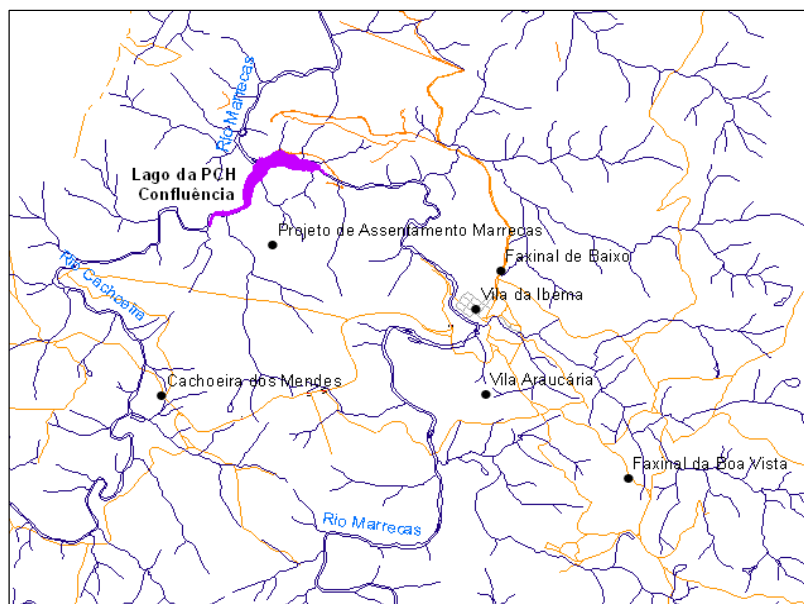 Rio Marrecas
Lago da PCH
Confluência
Projeto de Assentamento Marrecas
Faxinal de Baixo
Rio Cachoeira
Vila da Ibema
Cachoeira dos Mendes
Vila Araucária
Faxinal da Boa Vista
Rio Marrecas